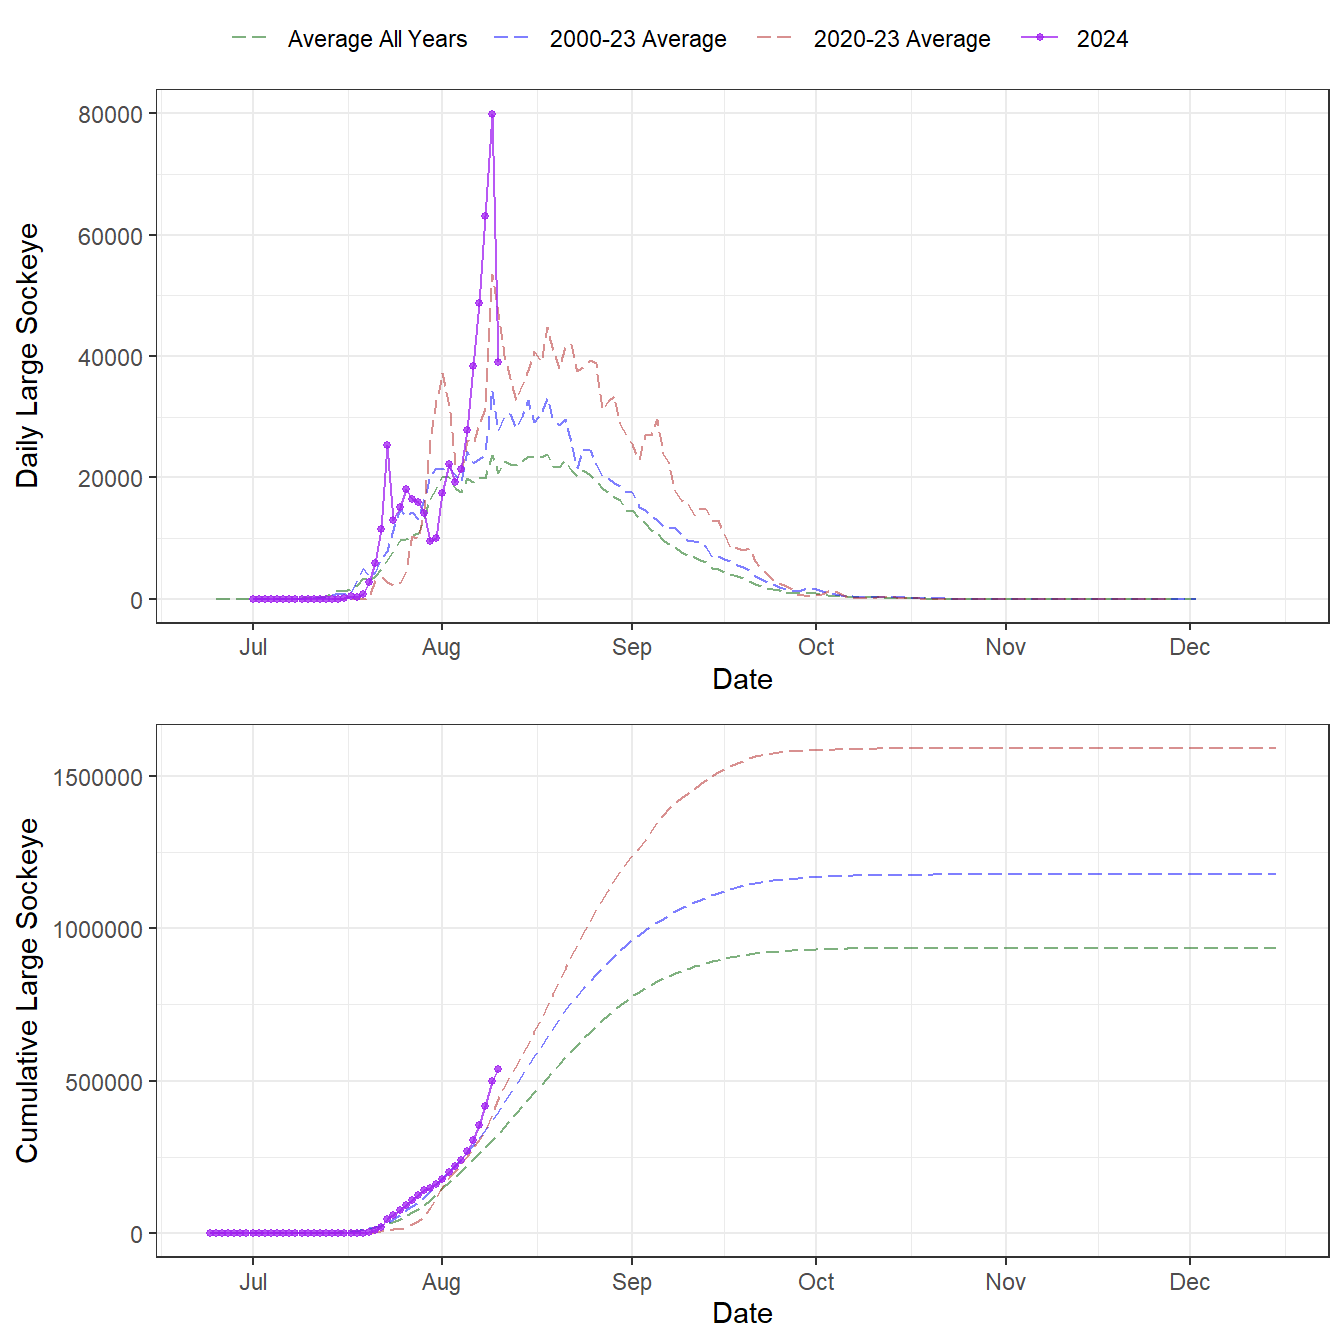 Average All Years 2000-23 Average 2020-23 Average 2024
Daily Large Sockeye
80000
60000
40000
20000
0
Jul Aug Sep Oct Nov Dec
Date
Cumulative Large Sockeye
1500000
1000000
500000
0
Jul Aug Sep Oct Nov Dec
Date